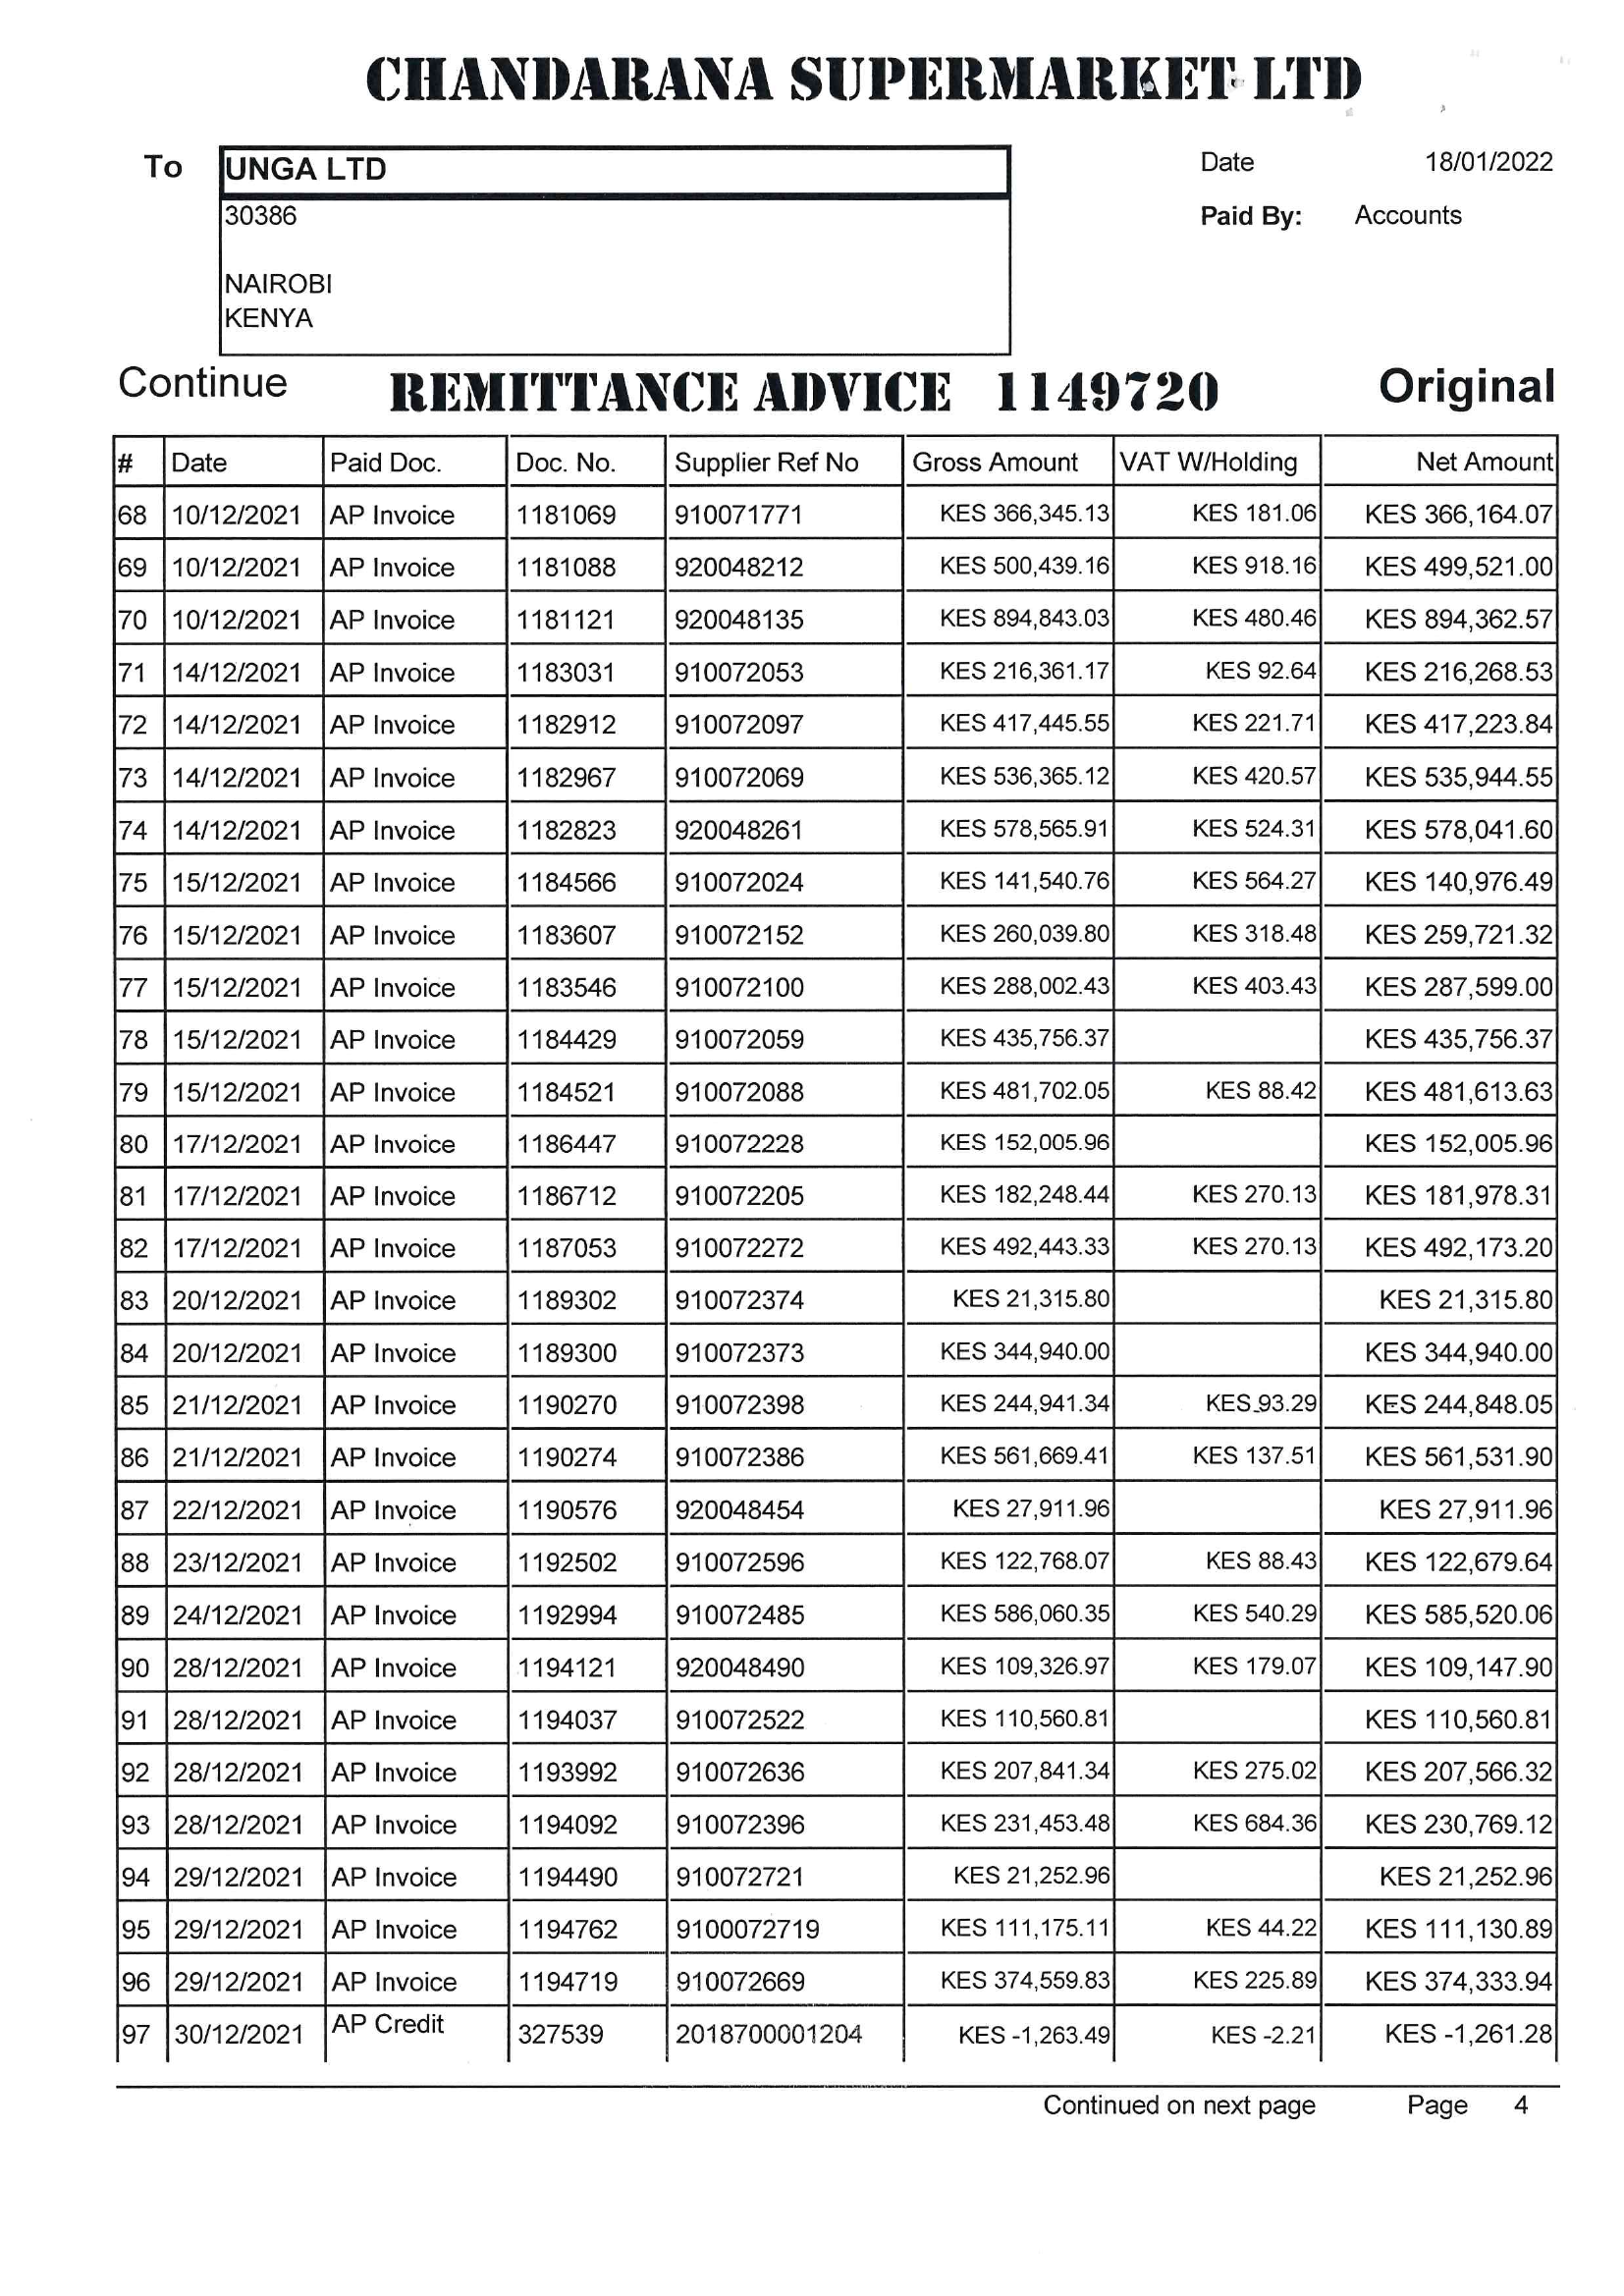 CHANDARANA SUPERMARKET LTD
To UNGA LTD Date 18/01/2022
30386 Paid By: Accounts
NAIROBI
KENYA
Continue REMITTANCE ADVICE 1149720 Original
# Date Paid Doc. Doc. No. Supplier Ref No Gross Amount VAT W/Holding Net Amount
68 10/12/2021 AP Invoice 1181069 910071771 KES 366,345.13 KES 181.06 KES 366,164.07
69 10/12/2021 AP Invoice 1181088 920048212 KES 500,439.16 KES 918.16 KES 499,521.00
70 10/12/2021 AP Invoice 1181121 920048135 KES 894,843.03 KES 480.46 KES 894,362.57
71 14/12/2021 AP Invoice 1183031 910072053 KES 216,361.17 KES 92.64 KES 216,268.53
72 14/12/2021 AP Invoice 1182912 910072097 KES 417,445.55 KES 221.71 KES 417,223.84
73 14/12/2021 AP Invoice 1182967 910072069 KES 536,365.12 KES 420.57 KES 535,944.55
74 14/12/2021 AP Invoice 1182823 920048261 KES 578,565.91 KES 524.31 KES 578,041.60
75 15/12/2021 AP Invoice 1184566 910072024 KES 141,540.76 KES 564.27 KES 140,976.49
76 15/12/2021 AP Invoice 1183607 910072152 KES 260,039.80 KES 318.48 KES 259,721.32
77 15/12/2021 AP Invoice 1183546 910072100 KES 288,002.43 KES 403.43 KES 287,599.00
78 15/12/2021 AP Invoice 1184429 910072059 KES 435,756.37 KES 435,756.37
79 15/12/2021 AP Invoice 1184521 910072088 KES 481,702.05 KES 88.42 KES 481,613.63
80 17/12/2021 AP Invoice 1186447 910072228 KES 152,005.96 KES 152,005.96
81 17/12/2021 AP Invoice 1186712 910072205 KES 182,248.44 KES 270.13 KES 181,978.31
82 17/12/2021 AP Invoice 1187053 910072272 KES 492,443.33 KES 270.13 KES 492,173.20
83 20/12/2021 AP Invoice 1189302 910072374 KES 21,315.80 KES 21,315.80
84 20/12/2021 AP Invoice 1189300 910072373 KES 344,940.00 KES 344,940.00
85 21/12/2021 AP Invoice 1190270 910072398 KES 244,941.34 KES 93.29 KES 244,848.05
86 21/12/2021 AP Invoice 1190274 910072386 KES 561,669.41 KES 137.51 KES 561,531.90
87 22/12/2021 AP Invoice 1190576 920048454 KES 27,911.96 KES 27,911.96
88 23/12/2021 AP Invoice 1192502 910072596 KES 122,768.07 KES 88.43 KES 122,679.64
89 24/12/2021 AP Invoice 1192994 910072485 KES 586,060.35 KES 540.29 KES 585,520.06
90 28/12/2021 AP Invoice 1194121 920048490 KES 109,326.97 KES 179.07 KES 109,147.90
91 28/12/2021 AP Invoice 1194037 910072522 KES 110,560.81 KES 110,560.81
92 28/12/2021 AP Invoice 1193992 910072636 KES 207,841.34 KES 275.02 KES 207,566.32
93 28/12/2021 AP Invoice 1194092 910072396 KES 231,453.48 KES 684.36 KES 230,769.12
94 29/12/2021 AP Invoice 1194490 910072721 KES 21,252.96 KES 21,252.96
95 29/12/2021 AP Invoice 1194762 9100072719 KES 111,175.11 KES 44.22 KES 111,130.89
96 29/12/2021 AP Invoice 1194719 910072669 KES 374,559.83 KES 225.89 KES 374,333.94
97 30/12/2021 AP Credit 327539 2018700001204 KES -1,263.49 KES -2.21 KES -1,261.28
Continued on next page Page 4